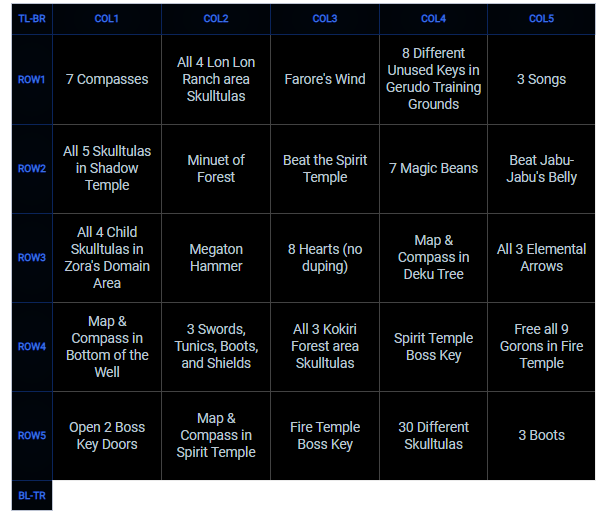 TL-BR COL1 COL2 COL3 COL4 COL5
ROW1
7 Compasses
All 4 Lon Lon
Ranch area
Skulltulas
Farore's Wind
8 Different
Unused Keys in
Gerudo Training
Grounds
3 Songs
ROW2
All 5 Skulltulas
in Shadow
Temple
Minuet of
Forest
Beat the Spirit
Temple
7 Magic Beans
Beat Jabu-
Jabu's Belly
ROW3
All 4 Child
Skulltulas in
Zora's Domain
Area
Megaton
Hammer
8 Hearts (no
duping)
Map &
Compass in
Deku Tree
All 3 Elemental
Arrows
ROW4
Map &
Compass in
Bottom of the
Well
3 Swords,
Tunics, Boots,
and Shields
All 3 Kokiri
Forest area
Skulltulas
Spirit Temple
Boss Key
Free all 9
Gorons in Fire
Temple
ROW5
Open 2 Boss
Key Doors
Map &
Compass in
Spirit Temple
Fire Temple
Boss Key
30 Different
Skulltulas
3 Boots
BL-TR